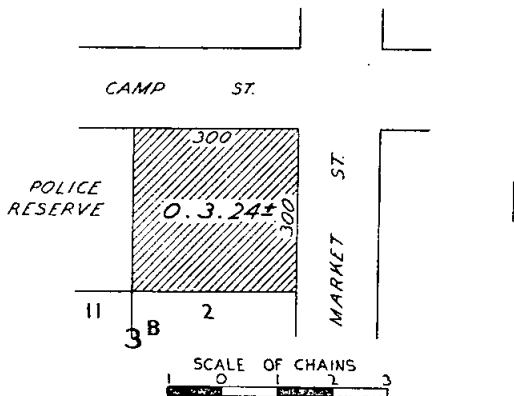 CAMP ST.
300
POLICE
RESERVE
0.3.24±
300
MARKET ST.
11 2
3 B
SCALE OF CHAINS
1 0 1 2 3